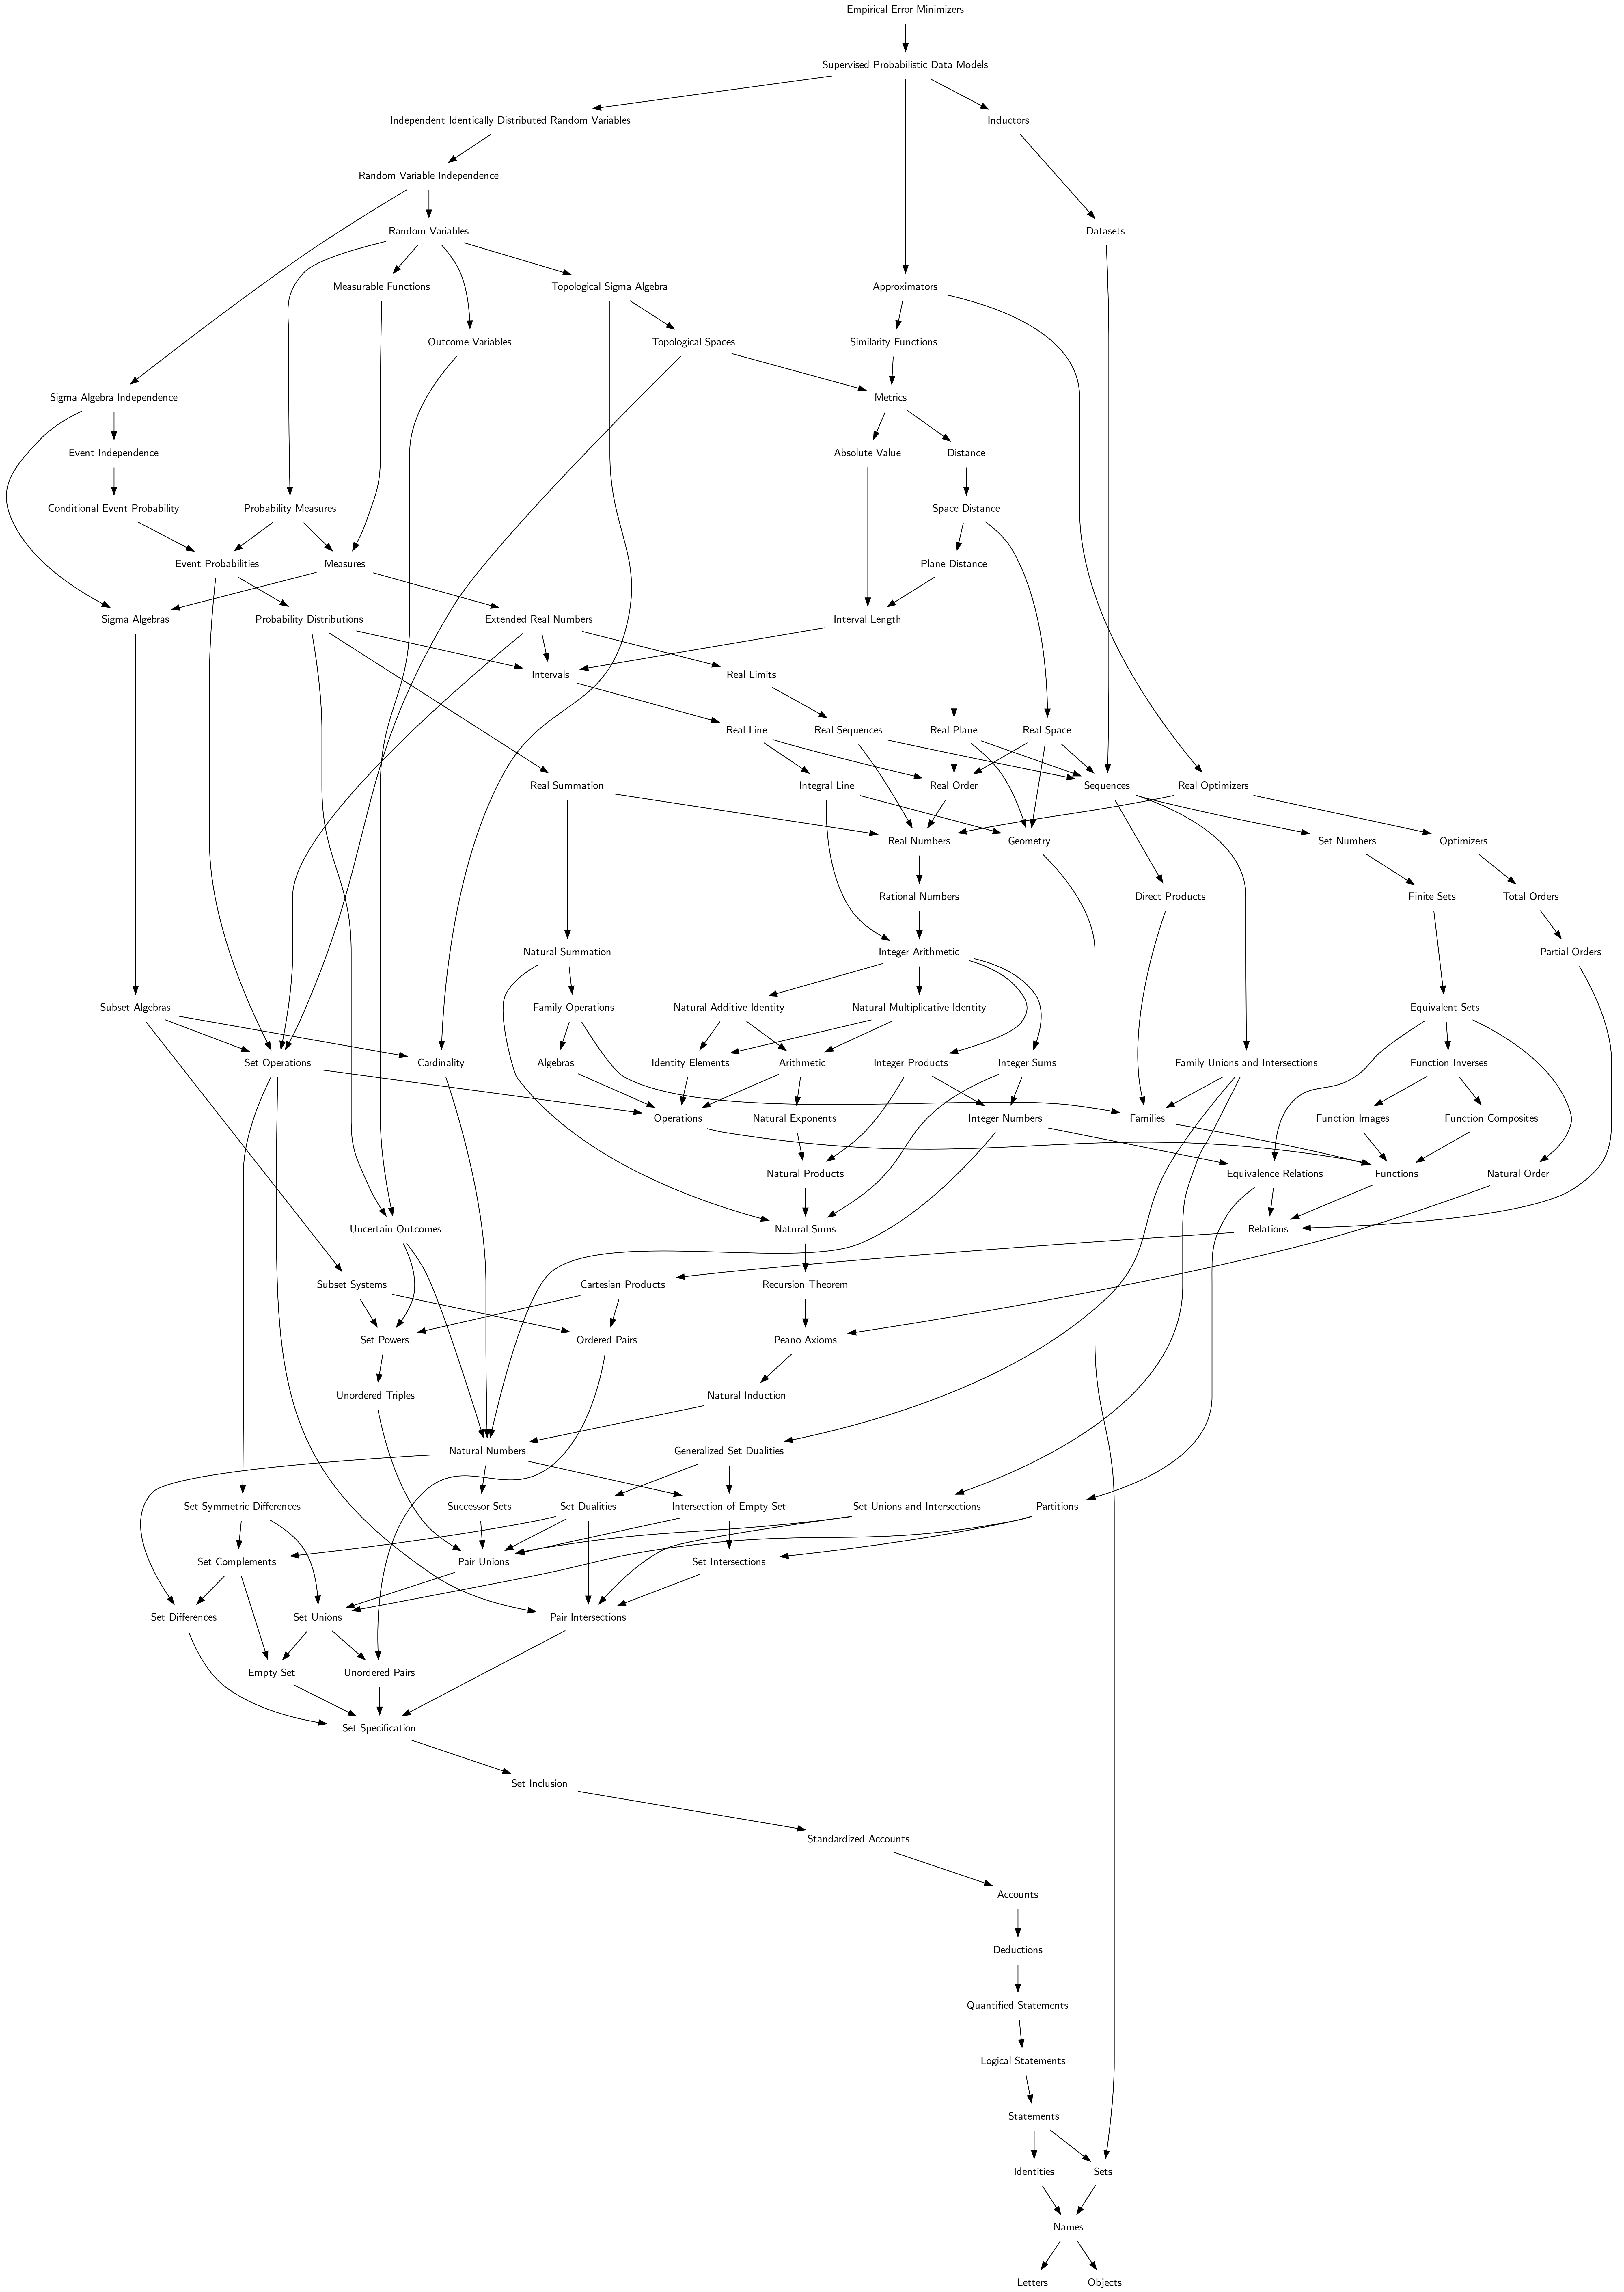 Empirical Error Minimizers
Supervised Probabilistic Data Models
Independent Identically Distributed Random Variables
Inductors
Random Variable Independence
Random Variables
Datasets
Measurable Functions
Topological Sigma Algebra
Approximators
Outcome Variables
Topological Spaces
Similarity Functions
Sigma Algebra Independence
Metrics
Event Independence
Absolute Value
Distance
Conditional Event Probability
Probability Measures
Space Distance
Event Probabilities
Measures
Plane Distance
Sigma Algebras
Probability Distributions
Extended Real Numbers
Interval Length
Intervals
Real Limits
Real Line
Real Sequences
Real Plane
Real Space
Real Summation
Integral Line
Real Order
Sequences
Real Optimizers
Real Numbers
Geometry
Set Numbers
Optimizers
Rational Numbers
Direct Products
Finite Sets
Total Orders
Natural Summation
Integer Arithmetic
Partial Orders
Subset Algebras
Family Operations
Natural Additive Identity
Natural Multiplicative Identity
Equivalent Sets
Set Operations
Cardinality
Algebras
Identity Elements
Arithmetic
Integer Products
Integer Sums
Family Unions and Intersections
Function Inverses
Operations
Natural Exponents
Integer Numbers
Families
Function Images
Function Composites
Natural Products
Equivalence Relations
Functions
Natural Order
Uncertain Outcomes
Natural Sums
Relations
Subset Systems
Cartesian Products
Recursion Theorem
Set Powers
Ordered Pairs
Peano Axioms
Unordered Triples
Natural Induction
Natural Numbers
Generalized Set Dualities
Set Symmetric Differences
Successor Sets
Set Dualities
Intersection of Empty Set
Set Unions and Intersections
Partitions
Set Complements
Pair Unions
Set Intersections
Set Differences
Set Unions
Pair Intersections
Empty Set
Unordered Pairs
Set Specification
Set Inclusion
Standardized Accounts
Accounts
Deductions
Quantified Statements
Logical Statements
Statements
Identities
Sets
Names
Letters
Objects